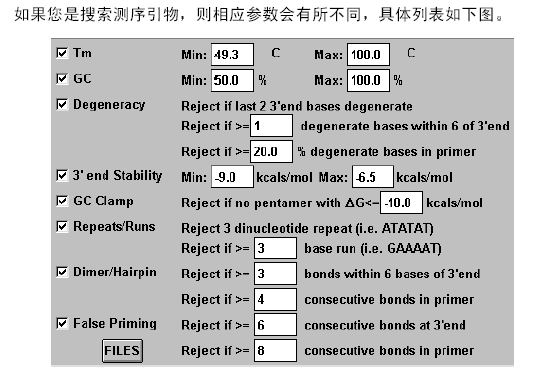 如果您是搜索测序引物，则相应参数会有所不同，具体列表如下图。
Tm Min: 49.3 C Max: 100.0 C
GC Min: 50.0 % Max: 100.0 %
Degeneracy Reject if last 2 3'end bases degenerate
Reject if >= 1 degenerate bases within 6 of 3'end
Reject if >= 20.0 % degenerate bases in primer
3' end Stability Min: -9.0 kcals/mol Max: -6.5 kcals/mol
GC Clamp Reject if no pentamer with ΔG<- -10.0 kcals/mol
Repeats/Runs Reject 3 dinucleotide repeat (i.e. ATATAT)
Reject if >= 3 base run (i.e. GAAAAT)
Dimer/Hairpin Reject if >- 3 bonds within 6 bases of 3'end
Reject if >= 4 consecutive bonds in primer
False Priming Reject if >= 6 consecutive bonds at 3'end
FILES Reject if >= 8 consecutive bonds in primer